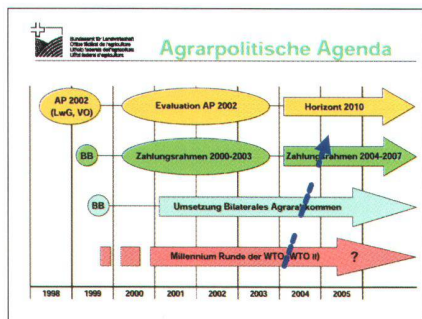 Bundesamt für Landwirtschaft
Office fédéral de l'agriculture
Ufficio federale dell'agricoltura
Uffizi federal d'agricultura
Agrarpolitische Agenda
AP 2002
(LwG, VO)
Evaluation AP 2002
Horizont 2010
BB
Zahlungsrahmen 2000-2003
Zahlungsrahmen 2004-2007
BB
Umsetzung Bilaterales Agrarabkommen
Millennium Runde der WTO (WTO II)
?
1998 1999 2000 2001 2002 2003 2004 2005